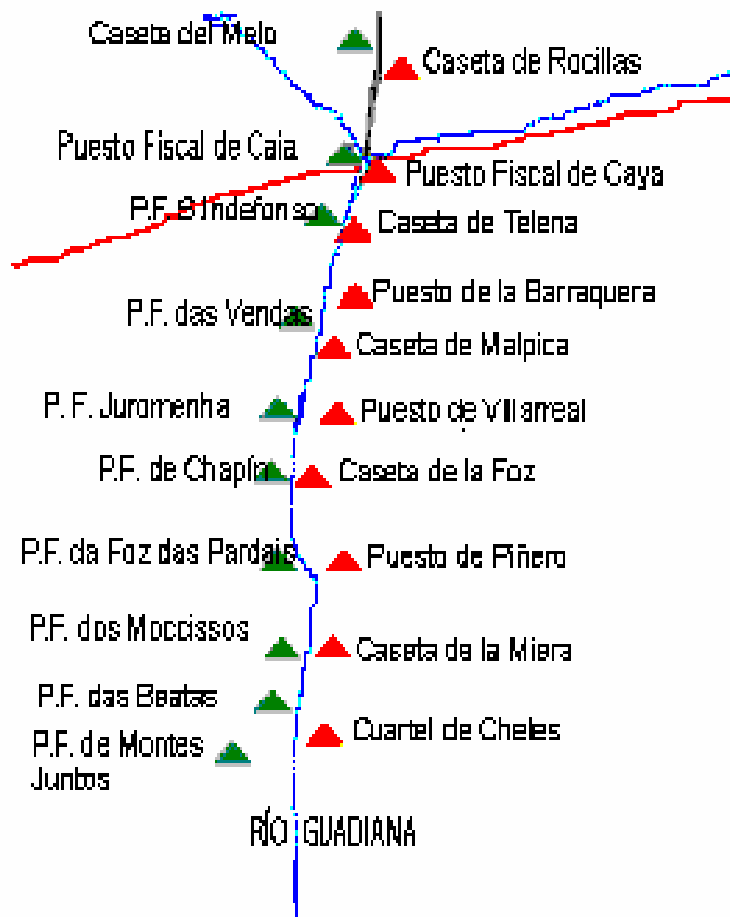 Caseta del Melo
Caseta de Rocillas
Puesto Fiscal de Caia
Puesto Fiscal de Caya
P.F. S Indefonso
Caseta de Telena
Puesto de la Barraquera
P.F. das Vendas
Caseta de Malpica
P. F. Juromenha
Puesto de Villarreal
P.F. de Chapín
Caseta de la Foz
P.F. da Foz das Pardais
Puesto de Piñero
P.F. dos Moccissos
Caseta de la Miera
P.F. das Beatas
Cuartel de Cheles
P.F. de Montes
Juntos
RÍO GUADIANA